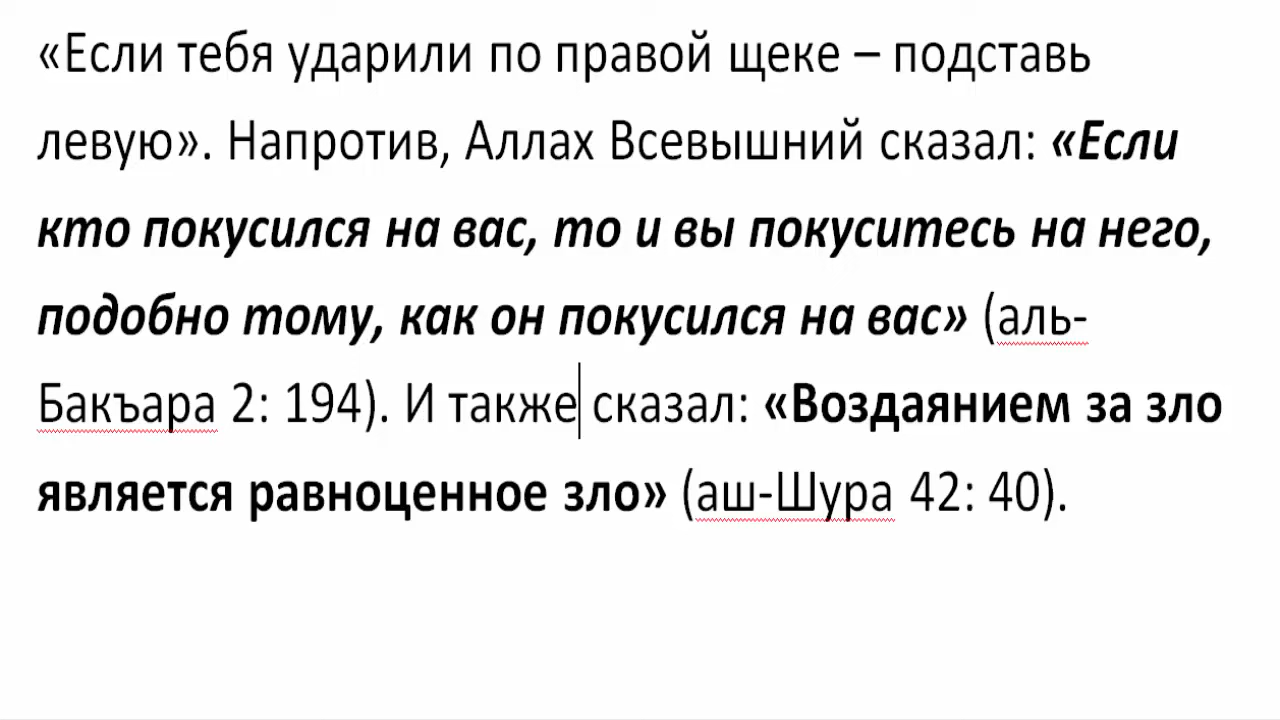 «Если тебя ударили по правой щеке – подставь
левую». Напротив, Аллах Всевышний сказал: «Если
кто покусился на вас, то и вы покуситесь на него,
подобно тому, как он покусился на вас» (аль-
Бакъара 2: 194). И также сказал: «Воздаянием за зло
является равноценное зло» (аш-Шура 42: 40).